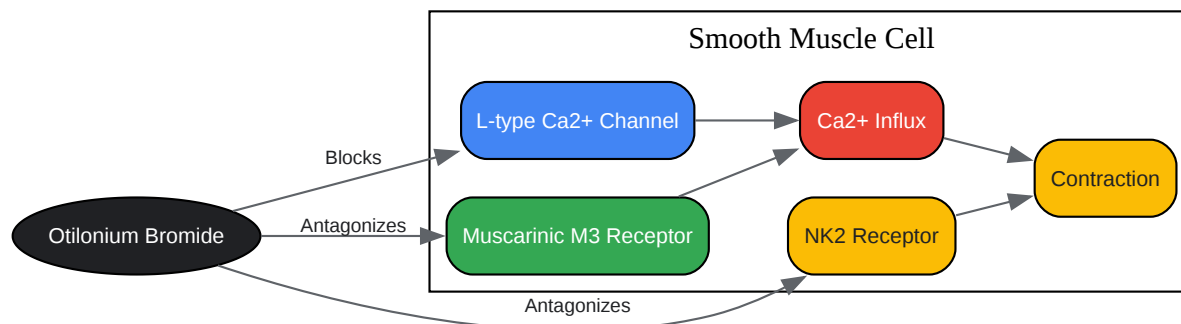 Smooth Muscle Cell
L-type Ca2+ Channel
Ca2+ Influx
Blocks
Contraction
Otilonium Bromide
Antagonizes
Muscarinic M3 Receptor
NK2 Receptor
Antagonizes